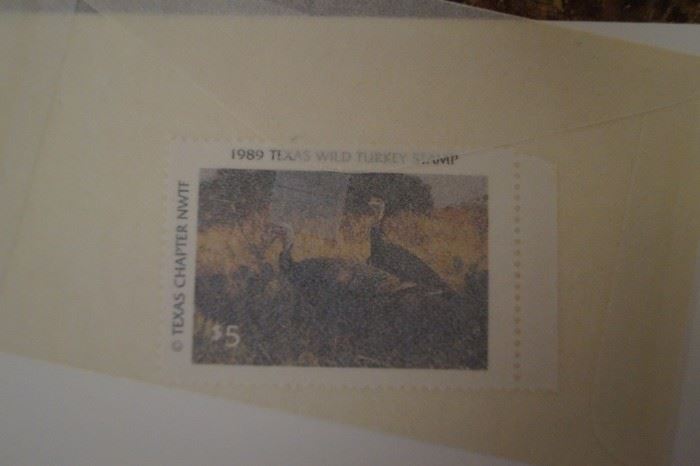 1989 TEXAS WILD TURKEY STAMP
© TEXAS CHAPTER NWTF
$5